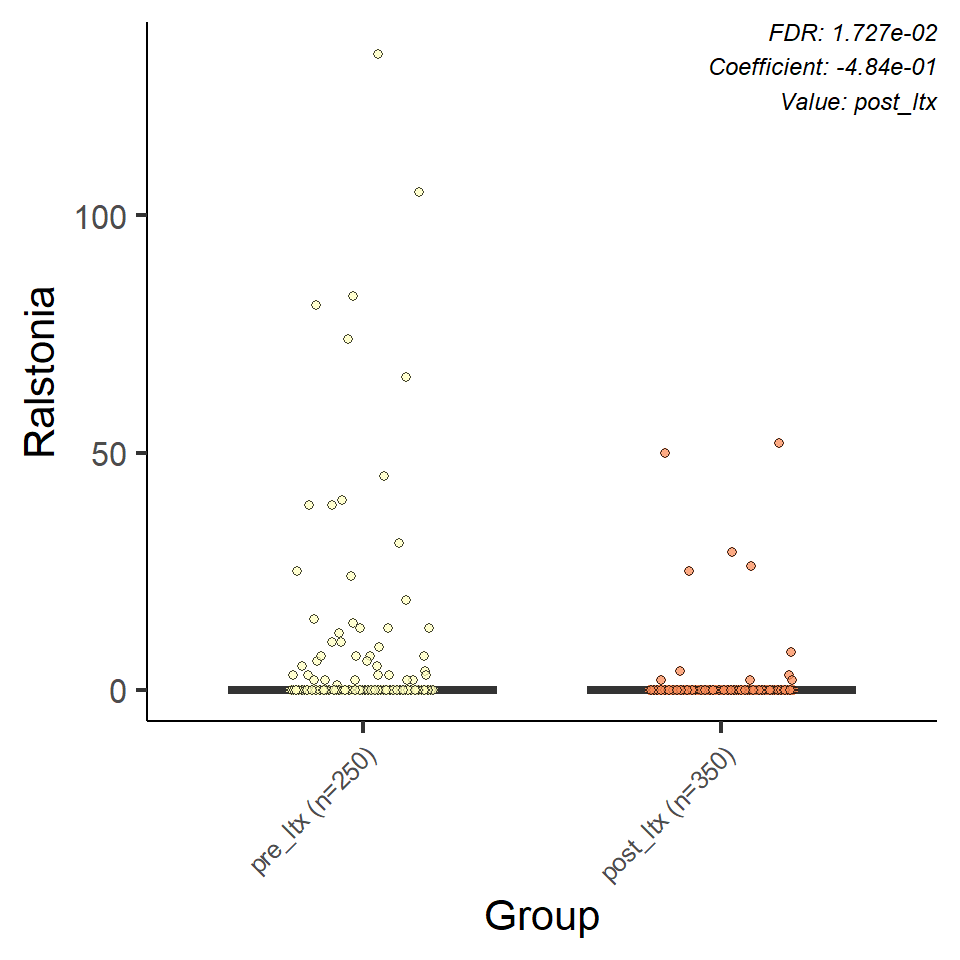 FDR: 1.727e-02
Coefficient: -4.84e-01
Value: post_ltx
Ralstonia
100
50
0
pre_ltx (n=250)
post_ltx (n=350)
Group